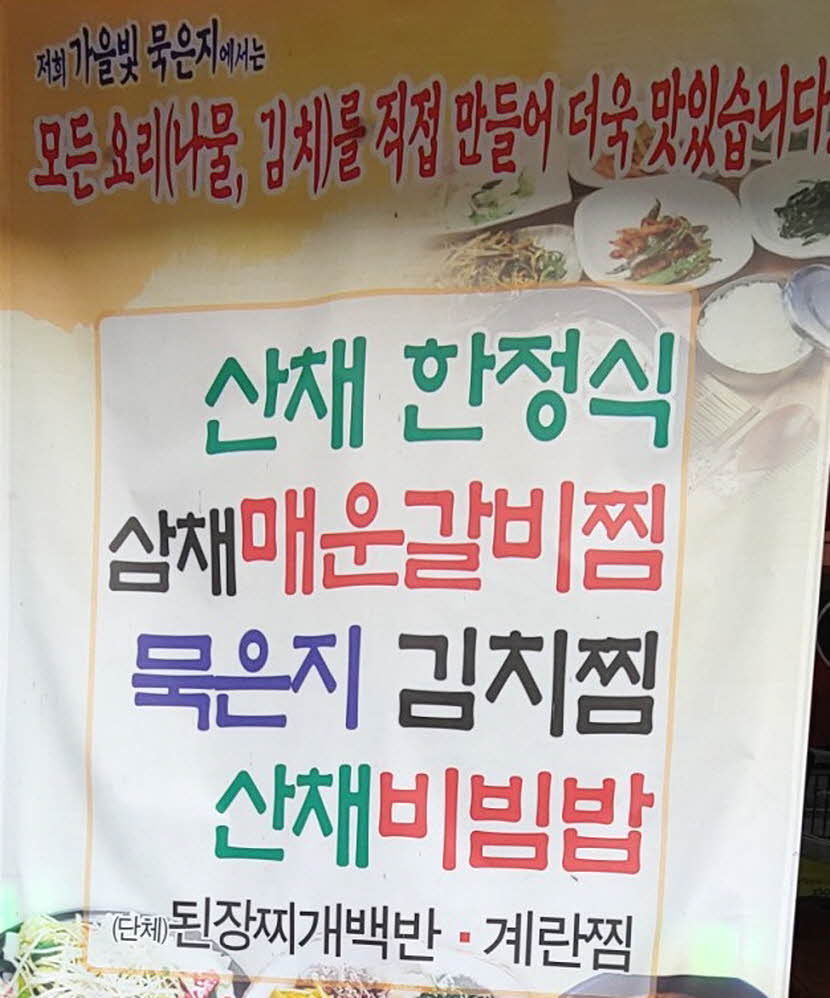 저희 가을빛 묵은지에서는
모든 요리(나물, 김치)를 직접 만들어 더욱 맛있습니다.
산채 한정식
삼채매운갈비찜
묵은지 김치찜
산채비빔밥
(단체)된장찌개백반 · 계란찜